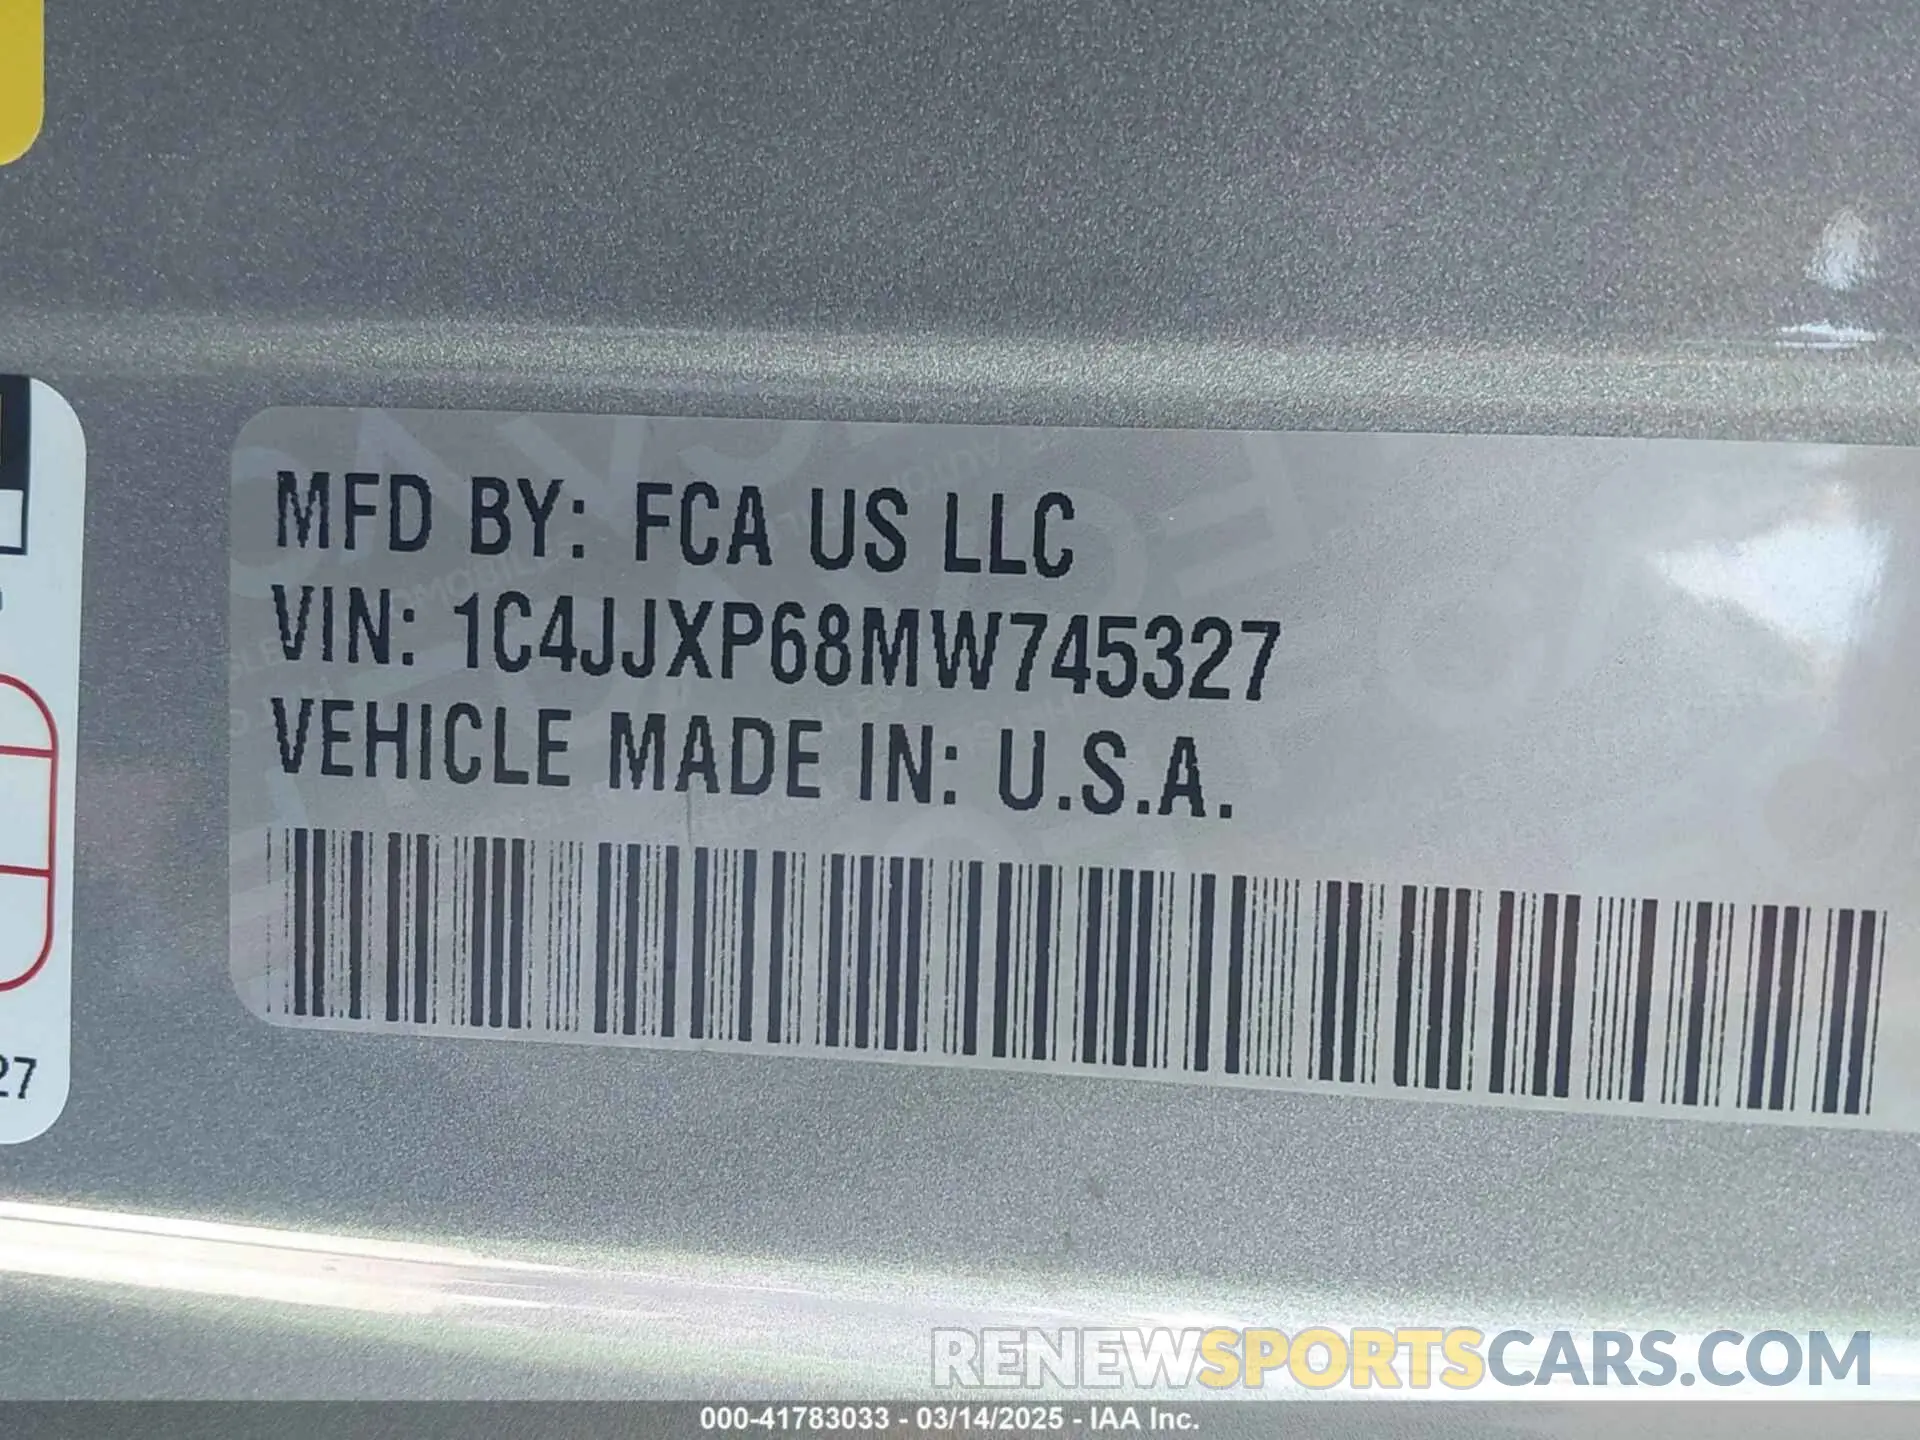 MFD BY: FCA US LLC
VIN: 1C4JJXP68MW745327
VEHICLE MADE IN: U.S.A.
27
RENEWSPORTSCARS.COM
000-41783033 - 03/14/2025 - IAA Inc.